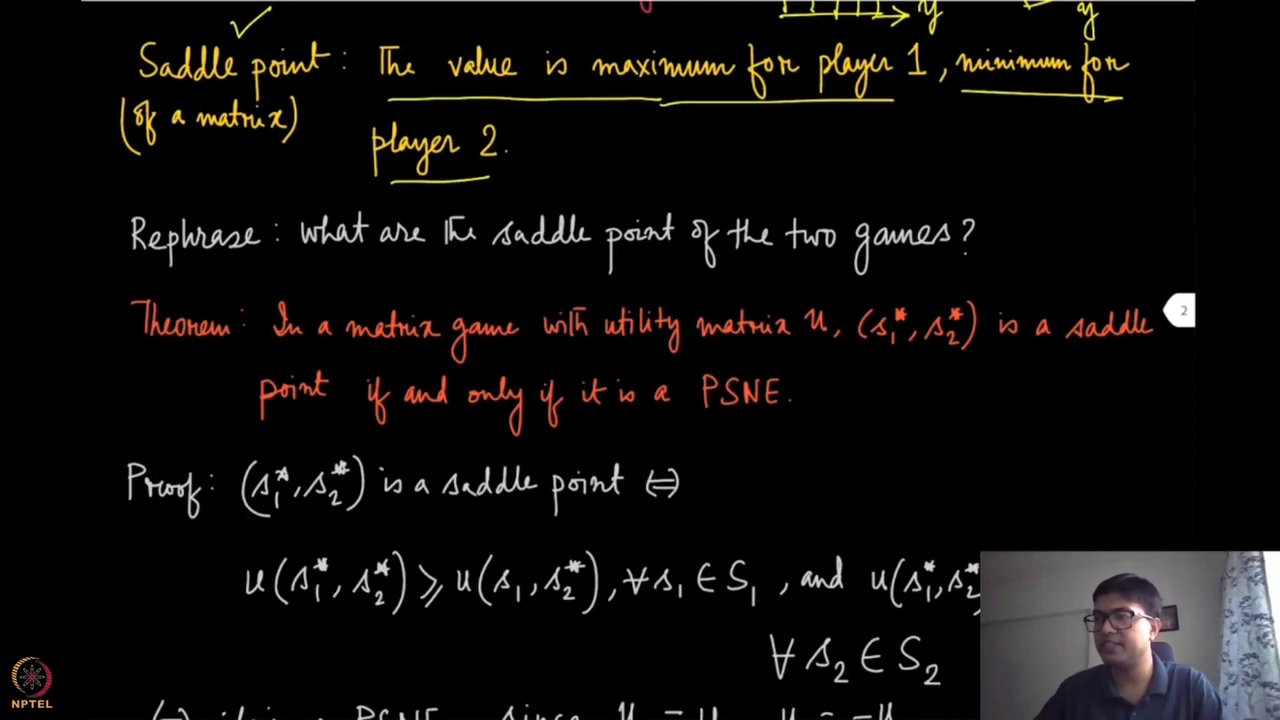 y y
Saddle point : The value is maximum for player 1, minimum for
(of a matrix)
player 2.
Rephrase : what are the saddle point of the two games?
Theorem : In a matrix game with utility matrix u, (s₁*, s₂*) is a saddle
2
point if and only if it is a PSNE.
Proof : (s₁*, s₂*) is a saddle point ⇔
u(s₁*, s₂*) ⩾ u(s₁, s₂*), ∀ s₁ ∈ S₁ , and u(s₁*, s₂*
∀ s₂ ∈ S₂
NPTEL